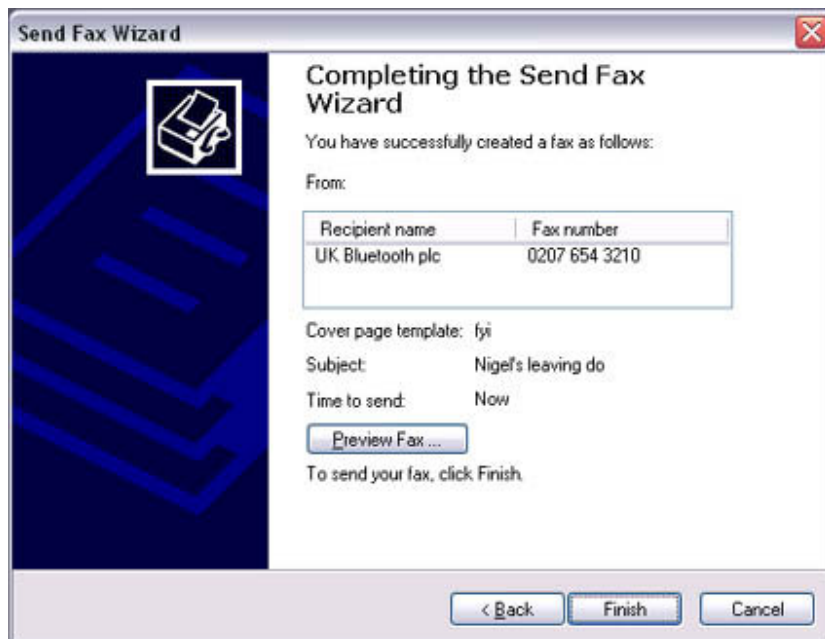 Send Fax Wizard
Completing the Send Fax
Wizard
You have successfully created a fax as follows:
From:
Recipient name Fax number
UK Bluetooth plc 0207 654 3210
Cover page template: fyi
Subject: Nigel's leaving do
Time to send: Now
Preview Fax ...
To send your fax, click Finish.
< Back Finish Cancel